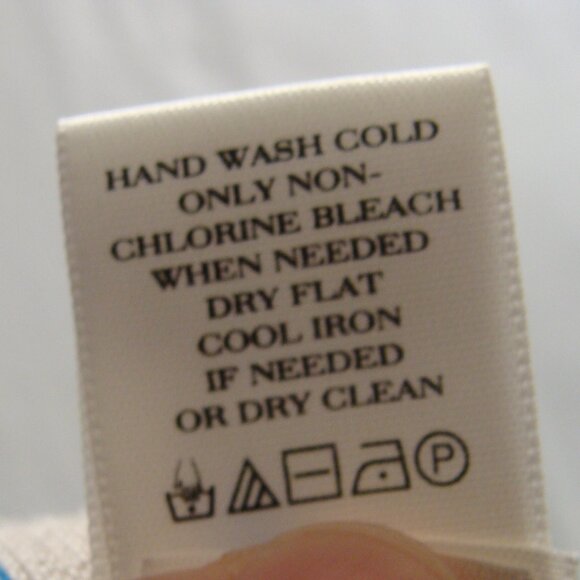 HAND WASH COLD
ONLY NON-
CHLORINE BLEACH
WHEN NEEDED
DRY FLAT
COOL IRON
IF NEEDED
OR DRY CLEAN
P